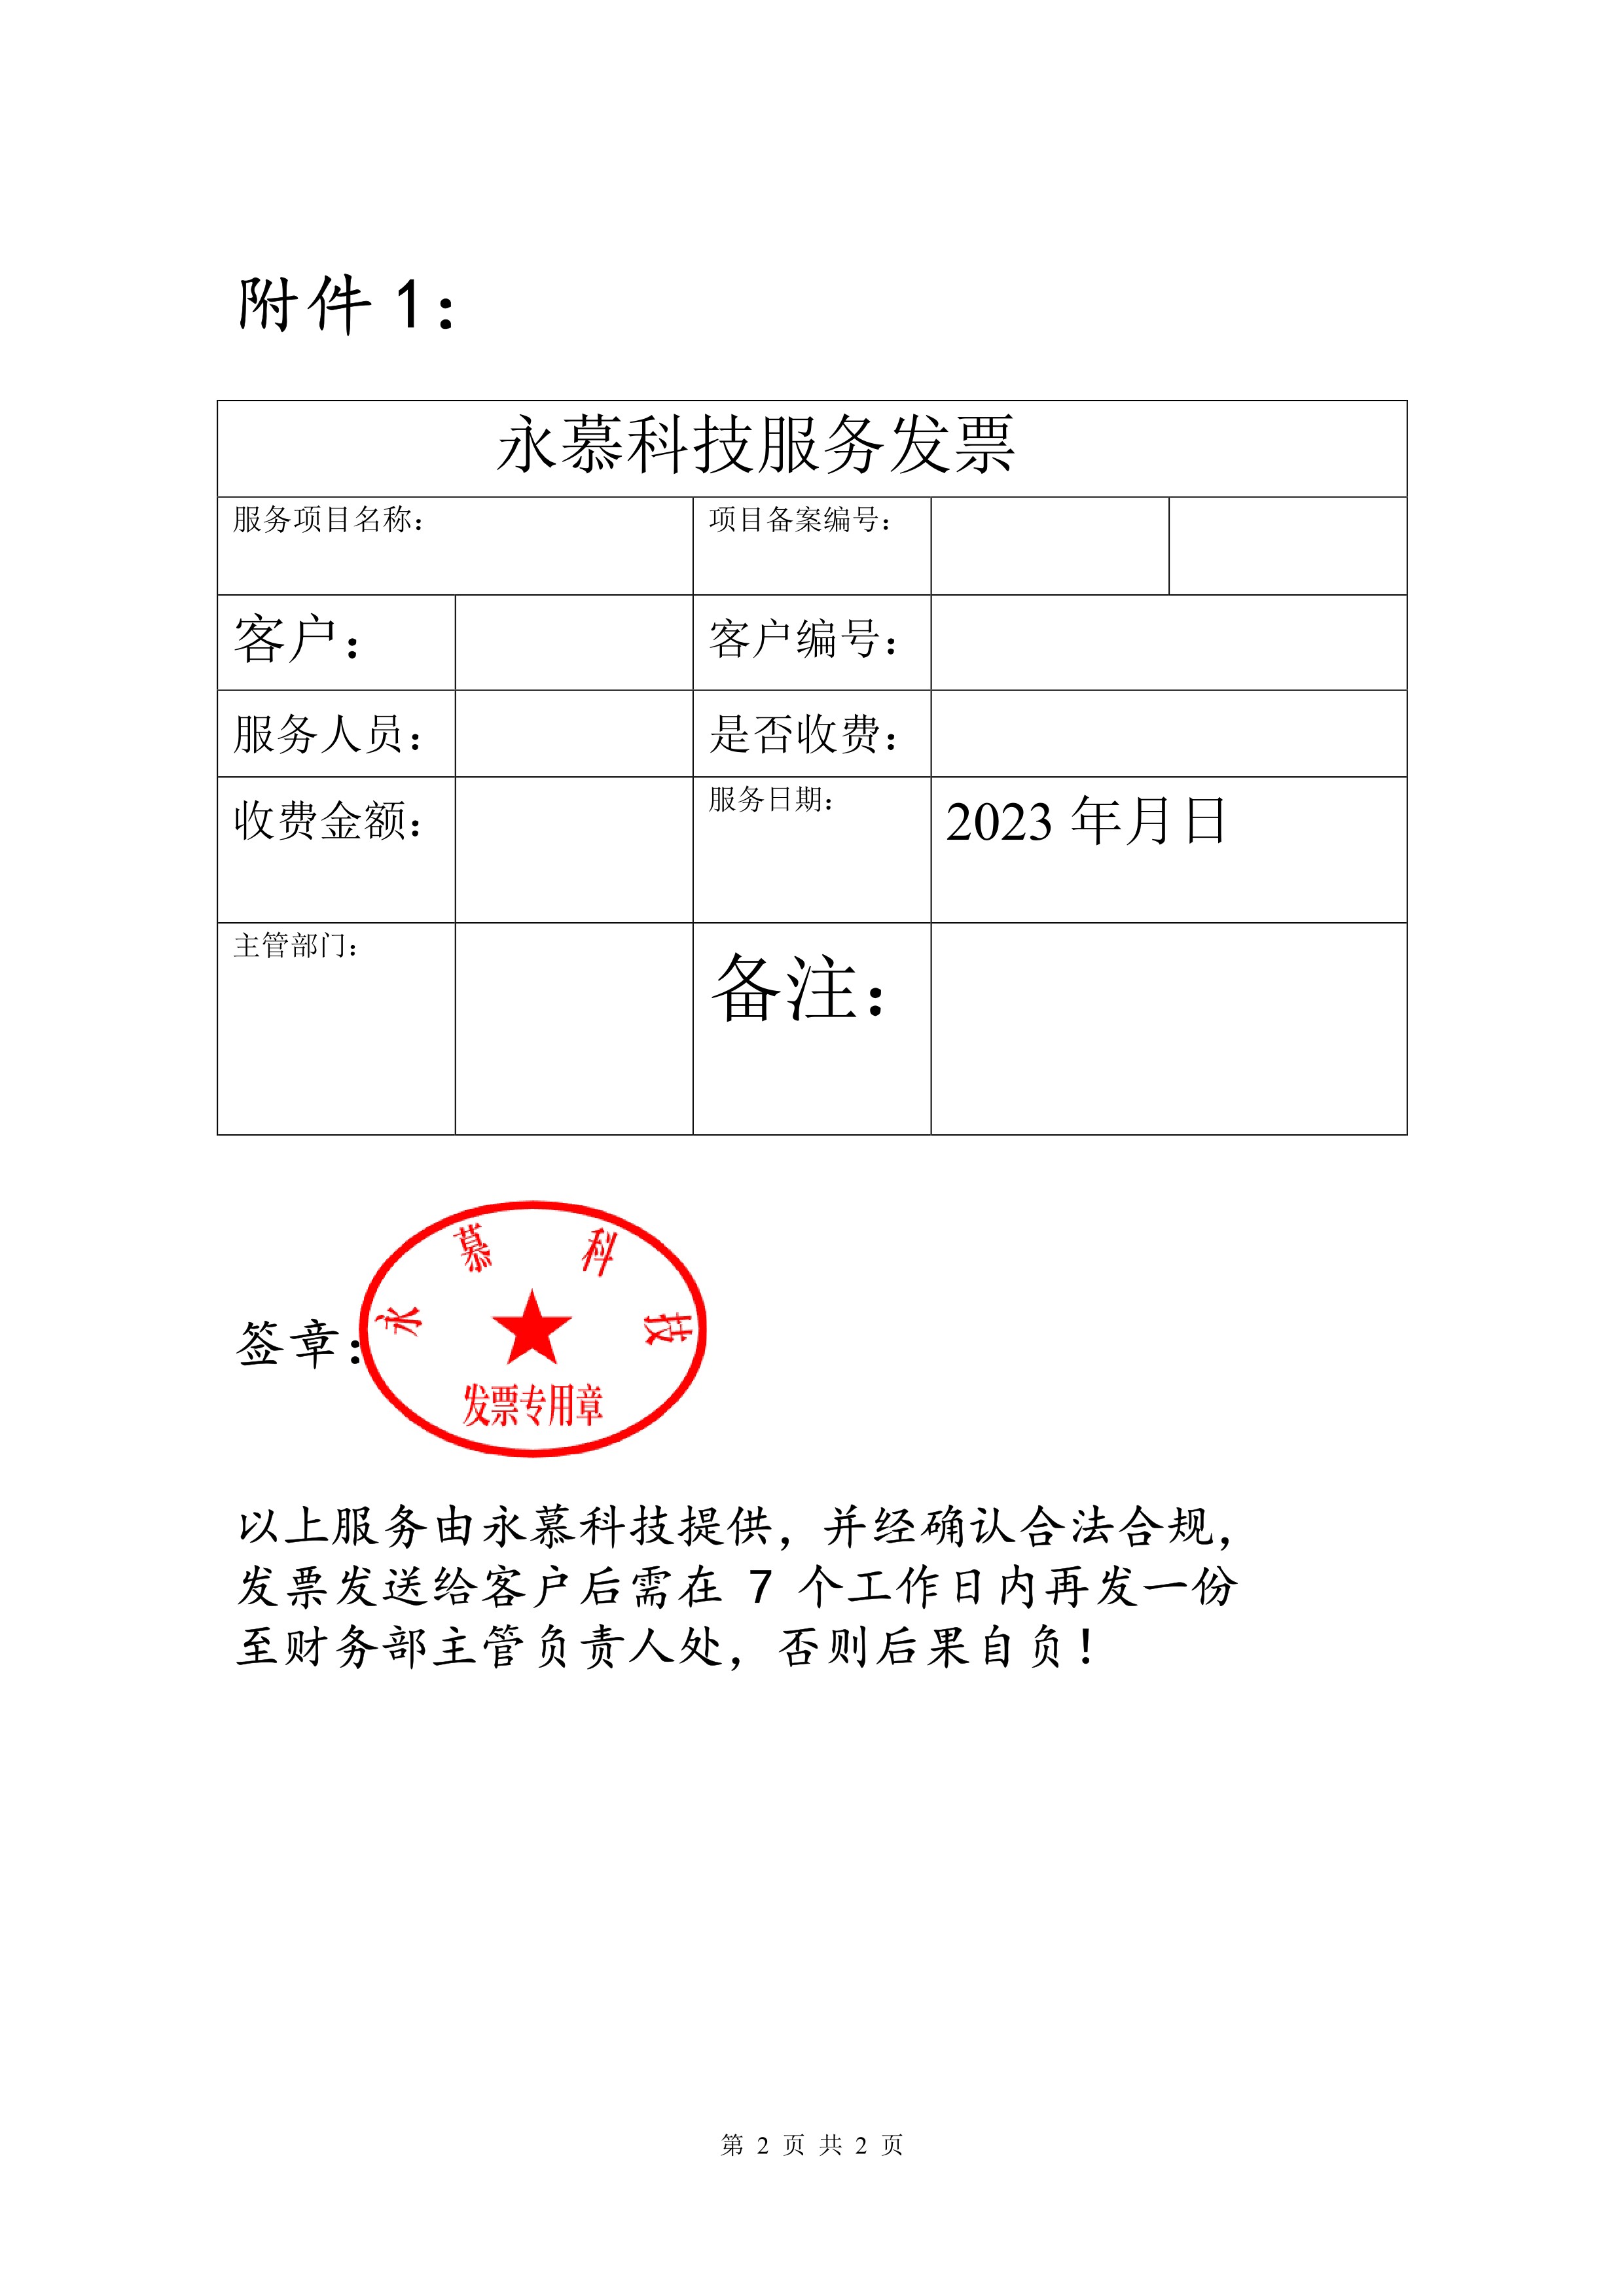 附件1：
永慕科技服务发票
服务项目名称： 项目备案编号：
客户： 客户编号：
服务人员： 是否收费：
收费金额： 服务日期： 2023 年月日
主管部门： 备注：
永慕科技
签章：
发票专用章
以上服务由永慕科技提供，并经确认合法合规，
发票发送给客户后需在 7 个工作日内再发一份
至财务部主管负责人处，否则后果自负！
第 2 页 共 2 页